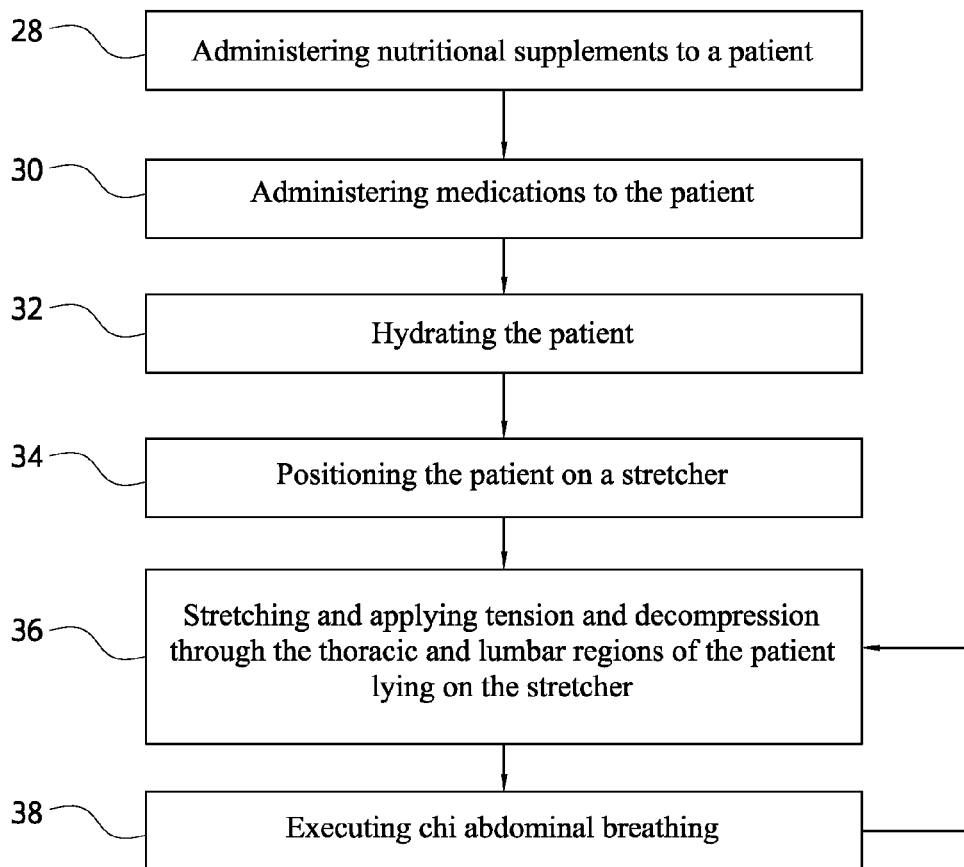 28
Administering nutritional supplements to a patient
30
Administering medications to the patient
32
Hydrating the patient
34
Positioning the patient on a stretcher
36
Stretching and applying tension and decompression
through the thoracic and lumbar regions of the patient
lying on the stretcher
38
Executing chi abdominal breathing